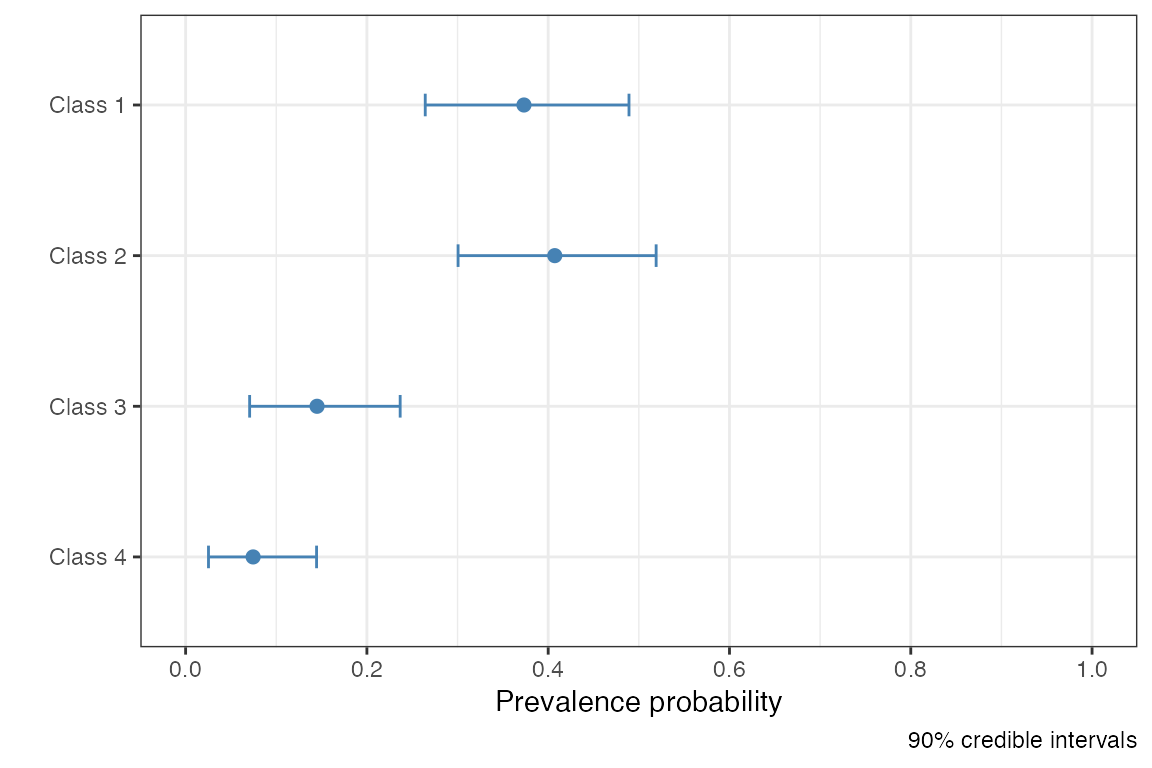 Class 1
Class 2
Class 3
Class 4
0.0 0.2 0.4 0.6 0.8 1.0
Prevalence probability
90% credible intervals